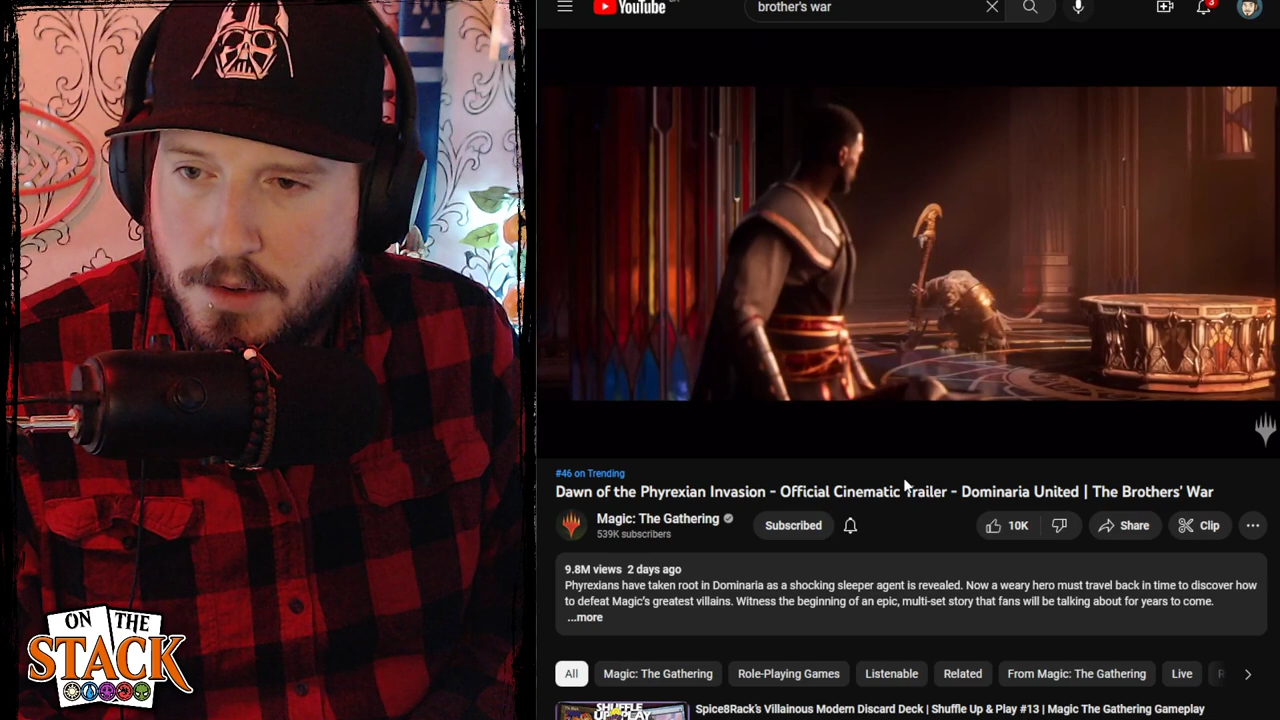 YouTube
brother's war
3
#46 on Trending
Dawn of the Phyrexian Invasion - Official Cinematic Trailer - Dominaria United | The Brothers' War
Magic: The Gathering
539K subscribers
Subscribed
10K
Share
Clip
9.8M views 2 days ago
Phyrexians have taken root in Dominaria as a shocking sleeper agent is revealed. Now a weary hero must travel back in time to discover how
to defeat Magic's greatest villains. Witness the beginning of an epic, multi-set story that fans will be talking about for years to come.
...more
All
Magic: The Gathering
Role-Playing Games
Listenable
Related
From Magic: The Gathering
Live
R
Spice8Rack's Villainous Modern Discard Deck | Shuffle Up & Play #13 | Magic The Gathering Gameplay
SHUFFLE
UP & PLAY
ON THE
STACK